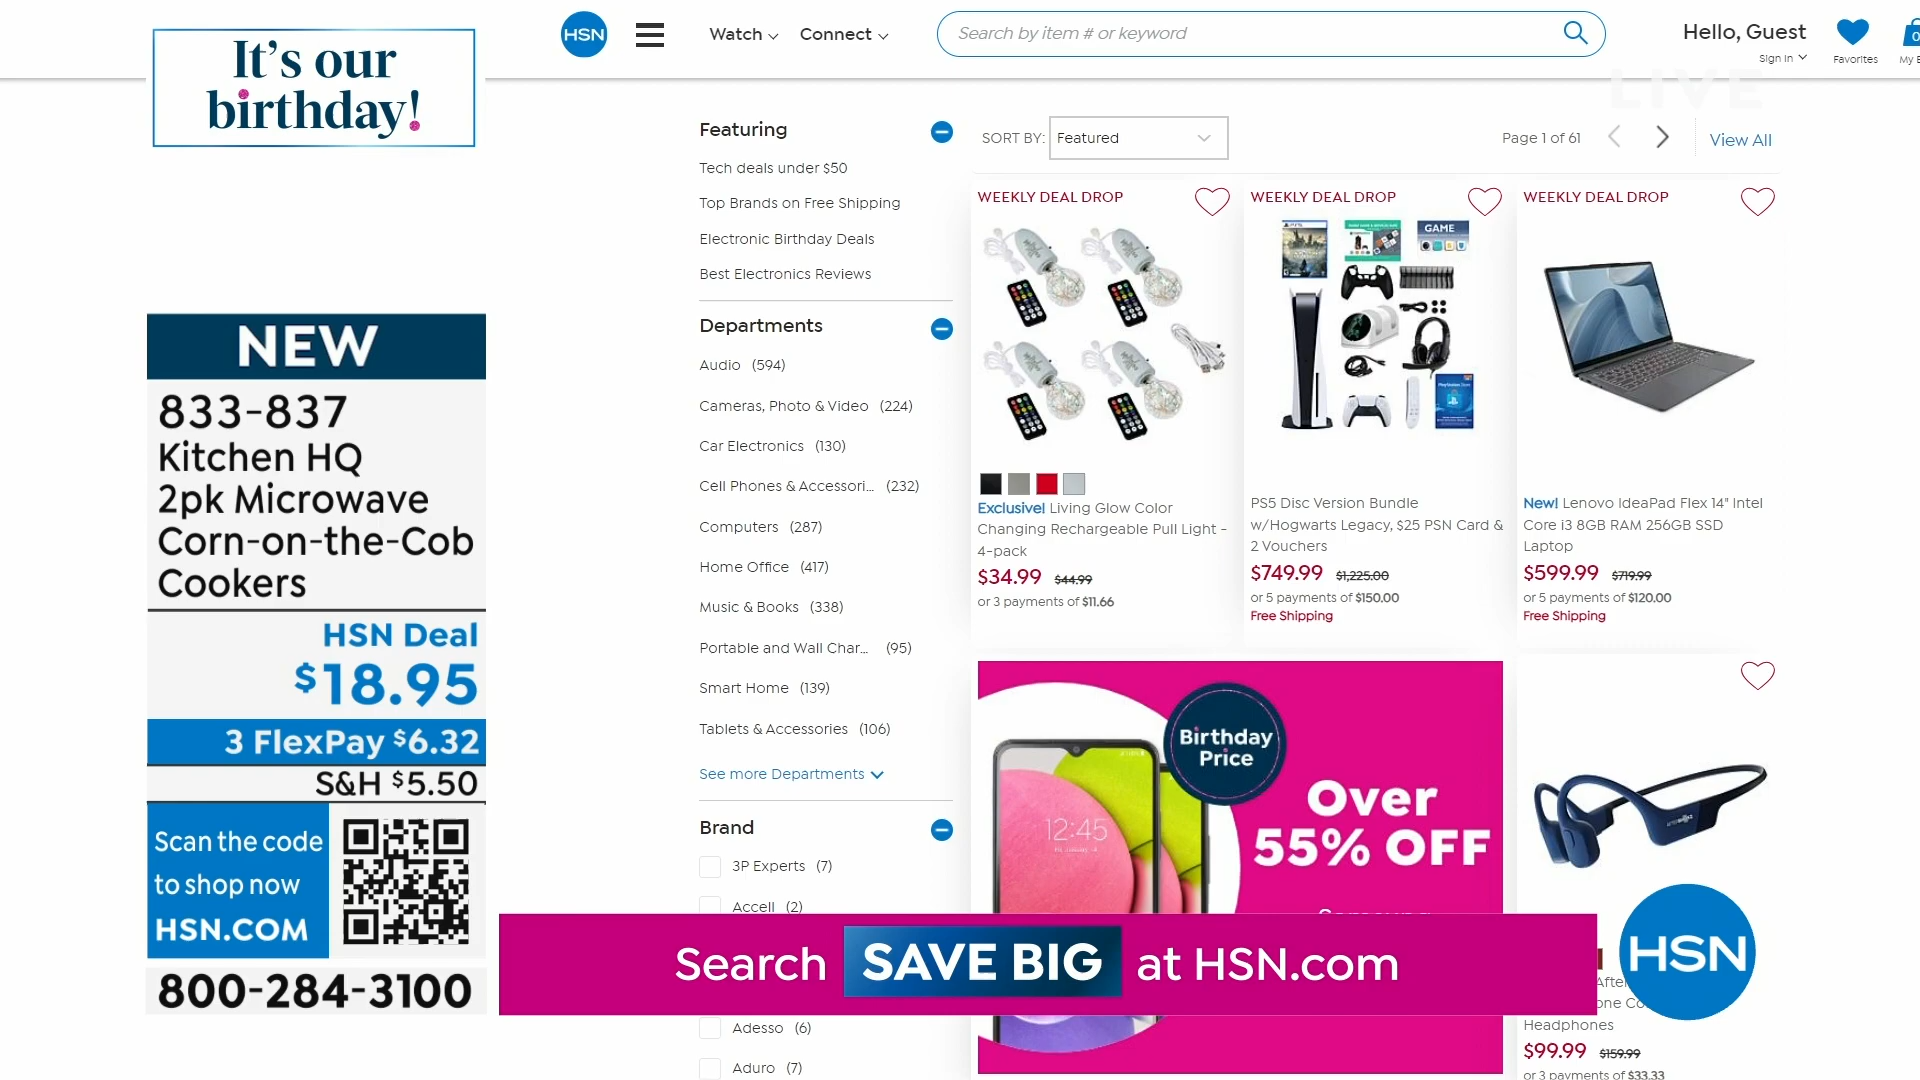 It's our
birthday!
HSN
Watch
Connect
Search by item # or keyword
Hello, Guest
Sign In
Favorites
0
My
LIVE
NEW
833-837
Kitchen HQ
2pk Microwave
Corn-on-the-Cob
Cookers
HSN Deal
$18.95
3 FlexPay $6.32
S&H $5.50
Scan the code
to shop now
HSN.COM
800-284-3100
Featuring
Tech deals under $50
Top Brands on Free Shipping
Electronic Birthday Deals
Best Electronics Reviews
Departments
Audio (594)
Cameras, Photo & Video (224)
Car Electronics (130)
Cell Phones & Accessori... (232)
Computers (287)
Home Office (417)
Music & Books (338)
Portable and Wall Char... (95)
Smart Home (139)
Tablets & Accessories (106)
See more Departments
Brand
3P Experts (7)
Accell (2)
Adesso (6)
Aduro (7)
SORT BY: Featured
Page 1 of 61
View All
WEEKLY DEAL DROP
Exclusive! Living Glow Color
Changing Rechargeable Pull Light -
4-pack
$34.99 $44.99
or 3 payments of $11.66
WEEKLY DEAL DROP
GAME
PS5 Disc Version Bundle
w/Hogwarts Legacy, $25 PSN Card &
2 Vouchers
$749.99 $1,225.00
or 5 payments of $150.00
Free Shipping
WEEKLY DEAL DROP
New! Lenovo IdeaPad Flex 14" Intel
Core i3 8GB RAM 256GB SSD
Laptop
$599.99 $719.99
or 5 payments of $120.00
Free Shipping
12:45
Birthday
Price
Over
55% OFF
Samsung
Headphones
$99.99 $159.99
or 3 payments of $33.33
Search SAVE BIG at HSN.com
HSN